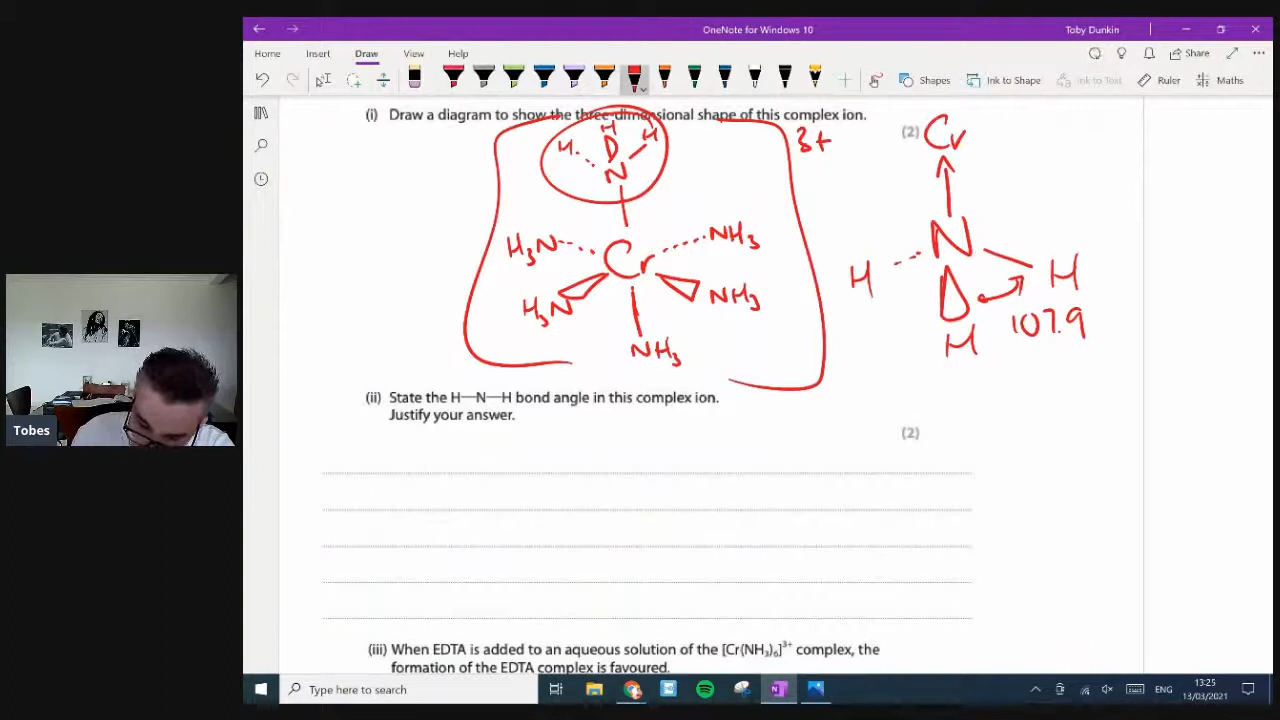 OneNote for Windows 10
Toby Dunkin
Home Insert Draw View Help
Share
Shapes
Ink to Shape
Ink to Text
Ruler
Maths
(i) Draw a diagram to show the three-dimensional shape of this complex ion.
(2)
3+
H H H
N
H₃N Cr NH₃
H₃N NH₃
NH₃
Cr
N
H H
H
107.9
(ii) State the H—N—H bond angle in this complex ion.
Justify your answer.
(2)
(iii) When EDTA is added to an aqueous solution of the [Cr(NH₃)₆]³⁺ complex, the
formation of the EDTA complex is favoured.
Tobes
Type here to search
ENG
13:25
13/03/2021